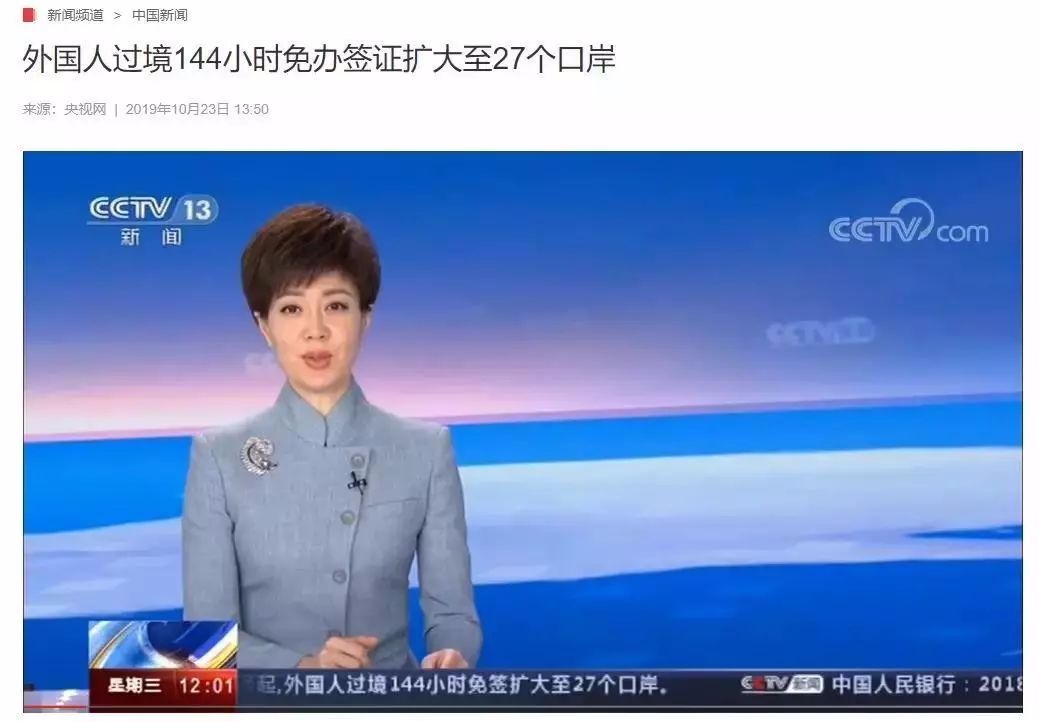 新闻频道 > 中国新闻
外国人过境144小时免办签证扩大至27个口岸
来源：央视网 | 2019年10月23日 13:50
CCTV 13
新闻
CCTV.com
星期三 12:01 起,外国人过境144小时免签扩大至27个口岸。 CCTV新闻 中国人民银行：2018